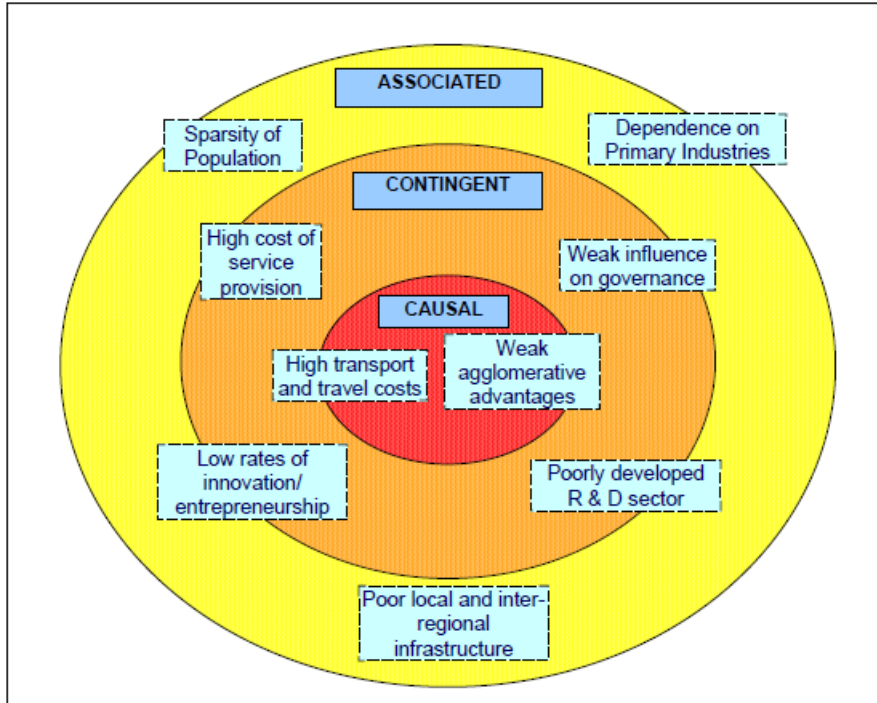 ASSOCIATED
Sparsity of
Population
Dependence on
Primary Industries
CONTINGENT
High cost of
service
provision
Weak influence
on governance
CAUSAL
High transport
and travel costs
Weak
agglomerative
advantages
Low rates of
innovation/
entrepreneurship
Poorly developed
R & D sector
Poor local and inter-
regional
infrastructure